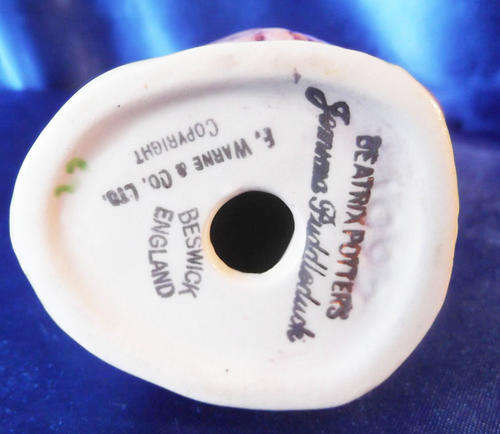 BEATRIX POTTER'S
Jemima Puddleduck
F. WARNE & CO. LTD.
COPYRIGHT
BESWICK
ENGLAND